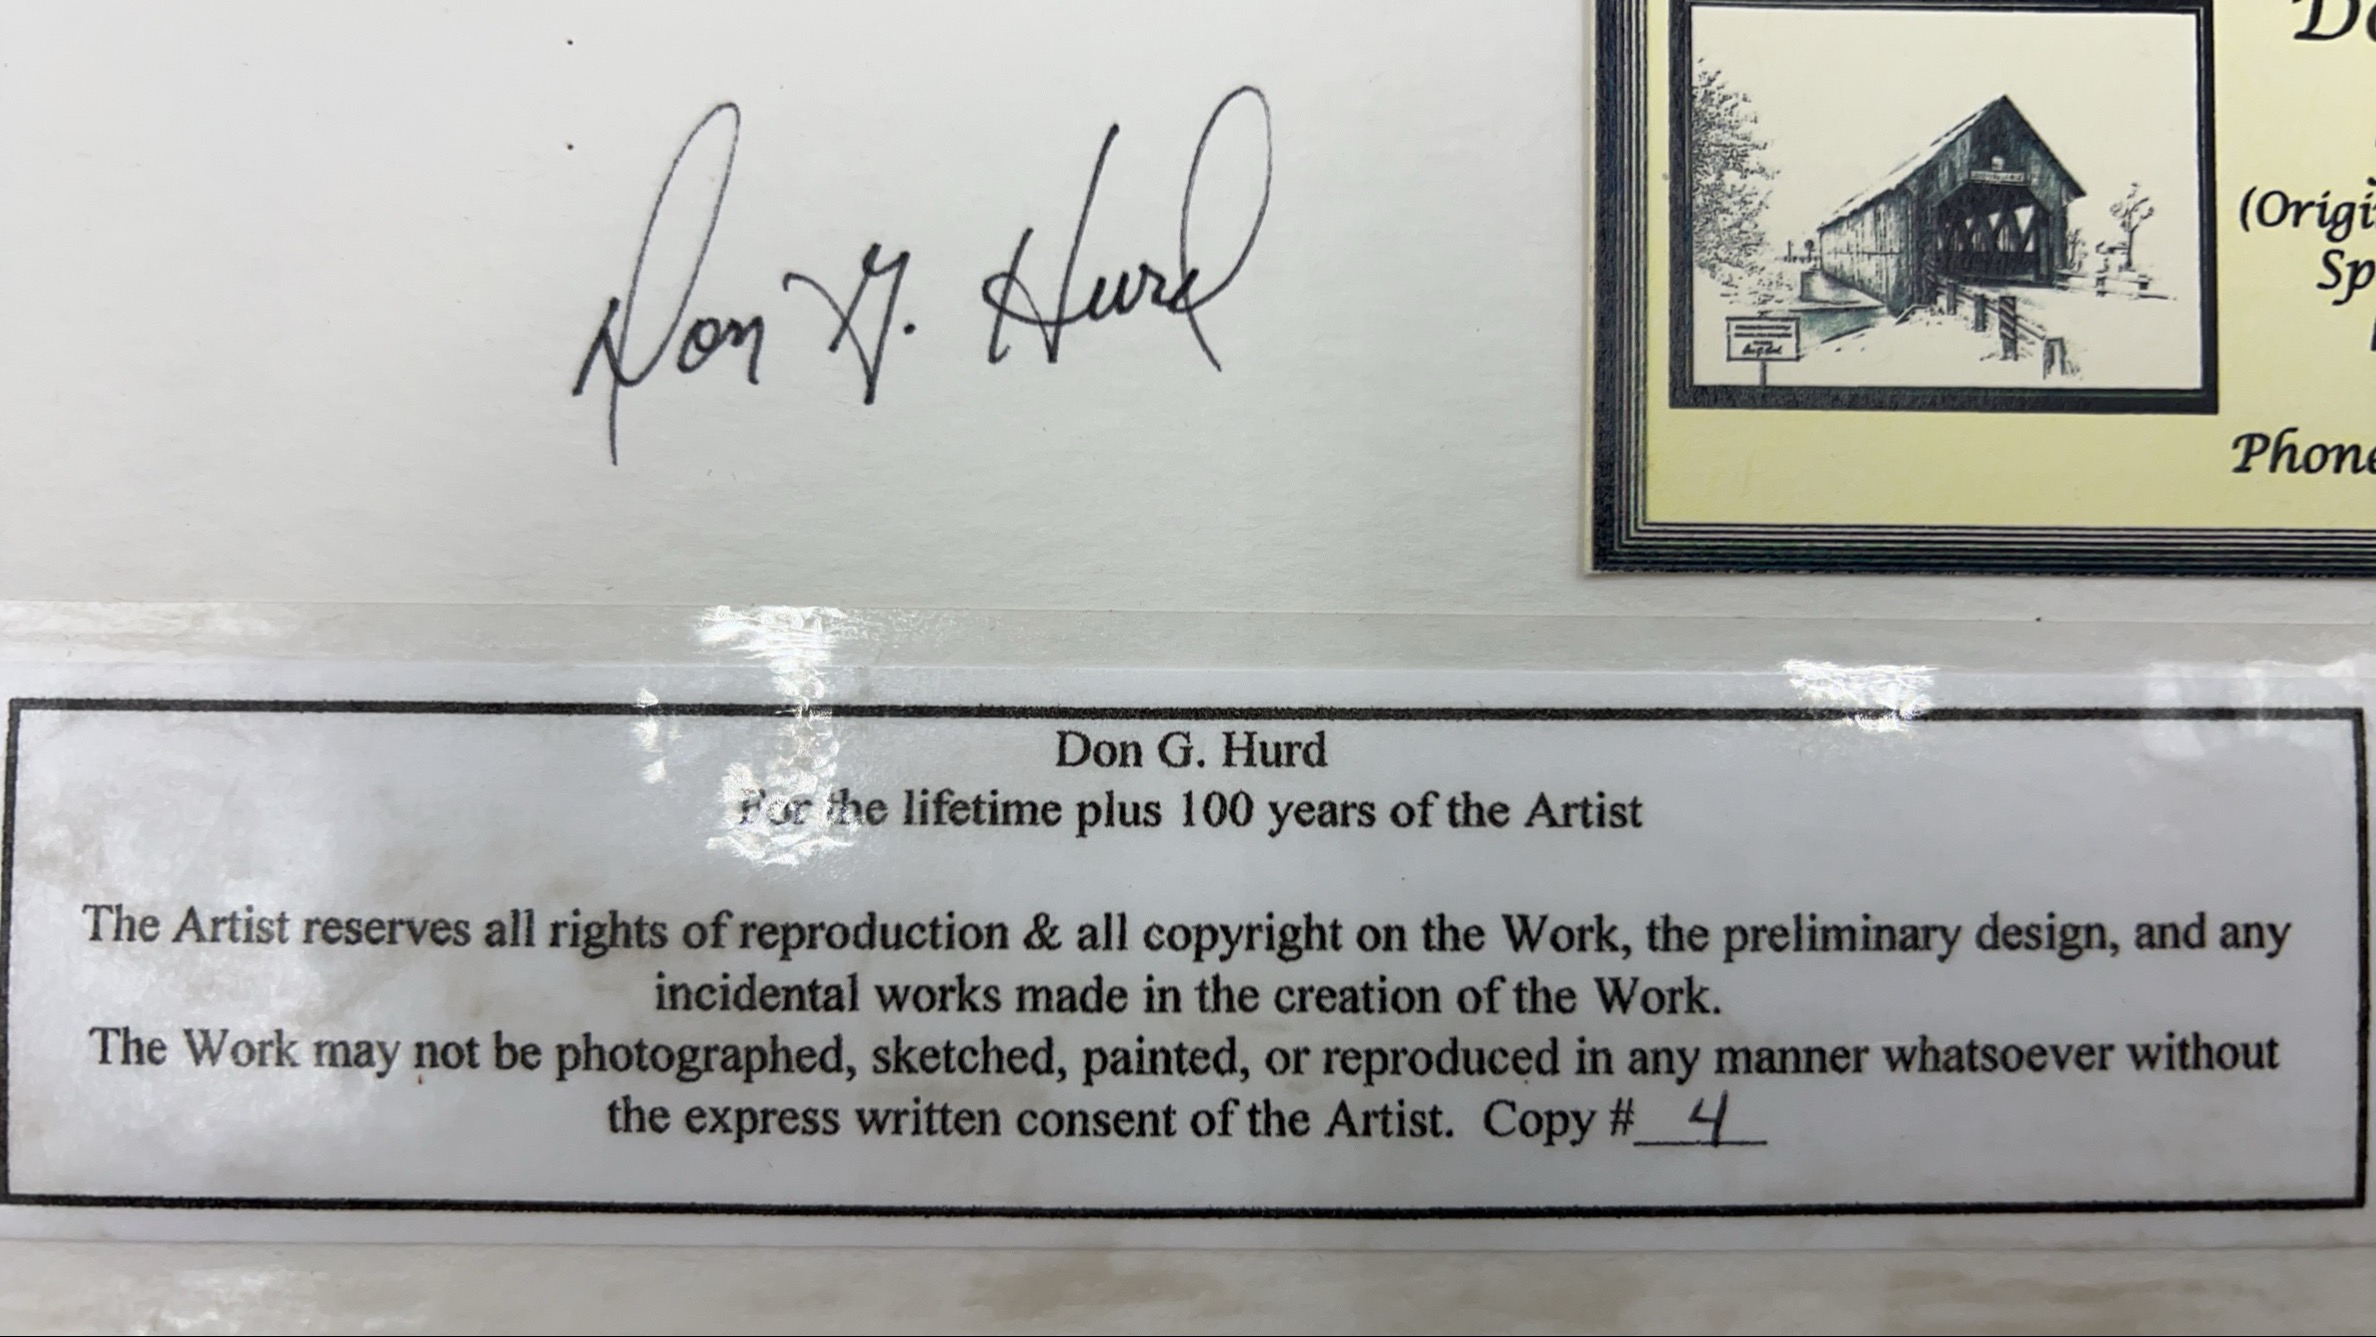 Don G. Hurd
(Origi
Sp
Phone
Don G. Hurd
For the lifetime plus 100 years of the Artist
The Artist reserves all rights of reproduction & all copyright on the Work, the preliminary design, and any
incidental works made in the creation of the Work.
The Work may not be photographed, sketched, painted, or reproduced in any manner whatsoever without
the express written consent of the Artist. Copy # 4